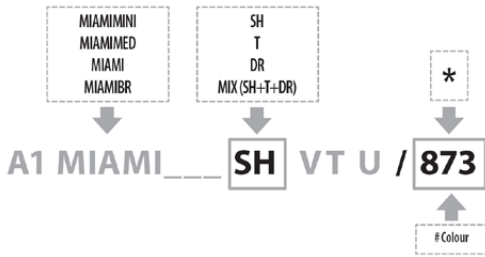 MIAMIMINI
MIAMIMED
MIAMI
MIAMIBR
SH
T
DR
MIX (SH+T+DR)
*
A1 MIAMI___ SH VT U / 873
# Colour